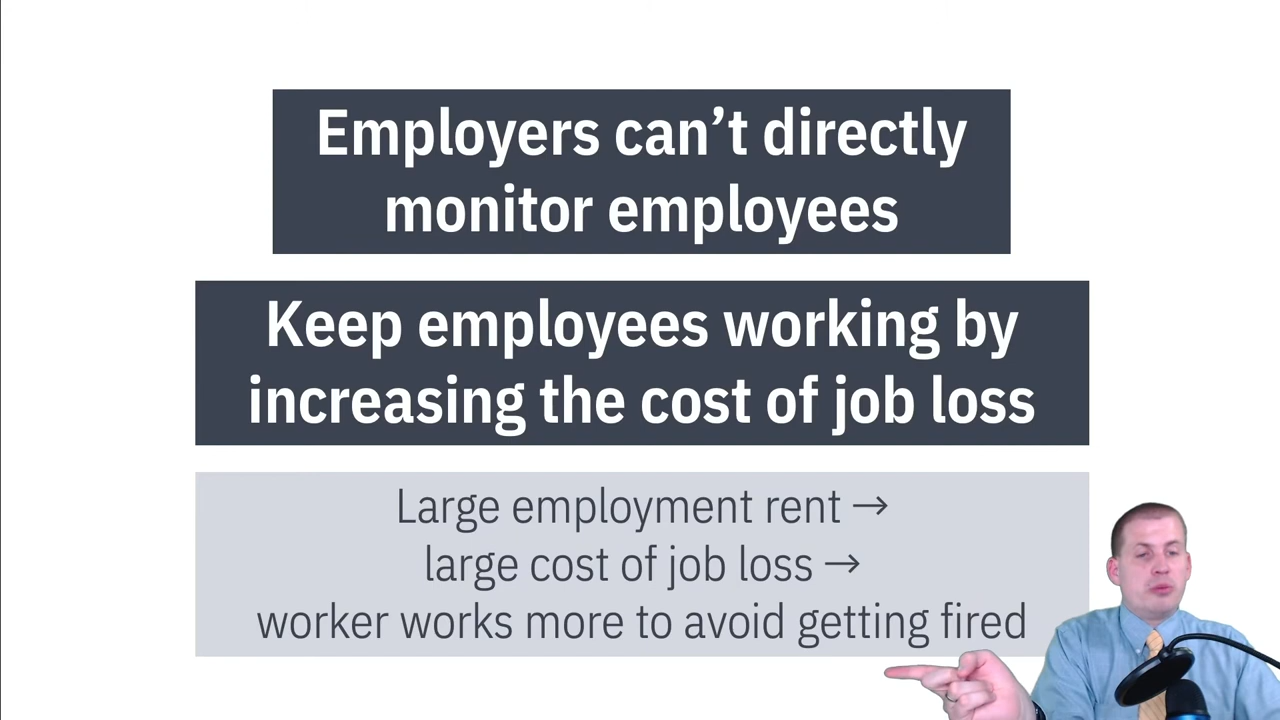 Employers can’t directly
monitor employees
Keep employees working by
increasing the cost of job loss
Large employment rent →
large cost of job loss →
worker works more to avoid getting fired